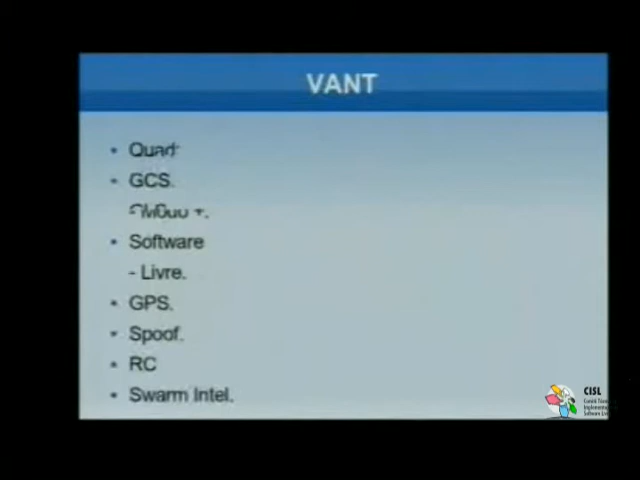 VANT
• Quad
• GCS.
• Software
- Livre.
• GPS.
• Spoof.
• RC
• Swarm Intel.
CISL